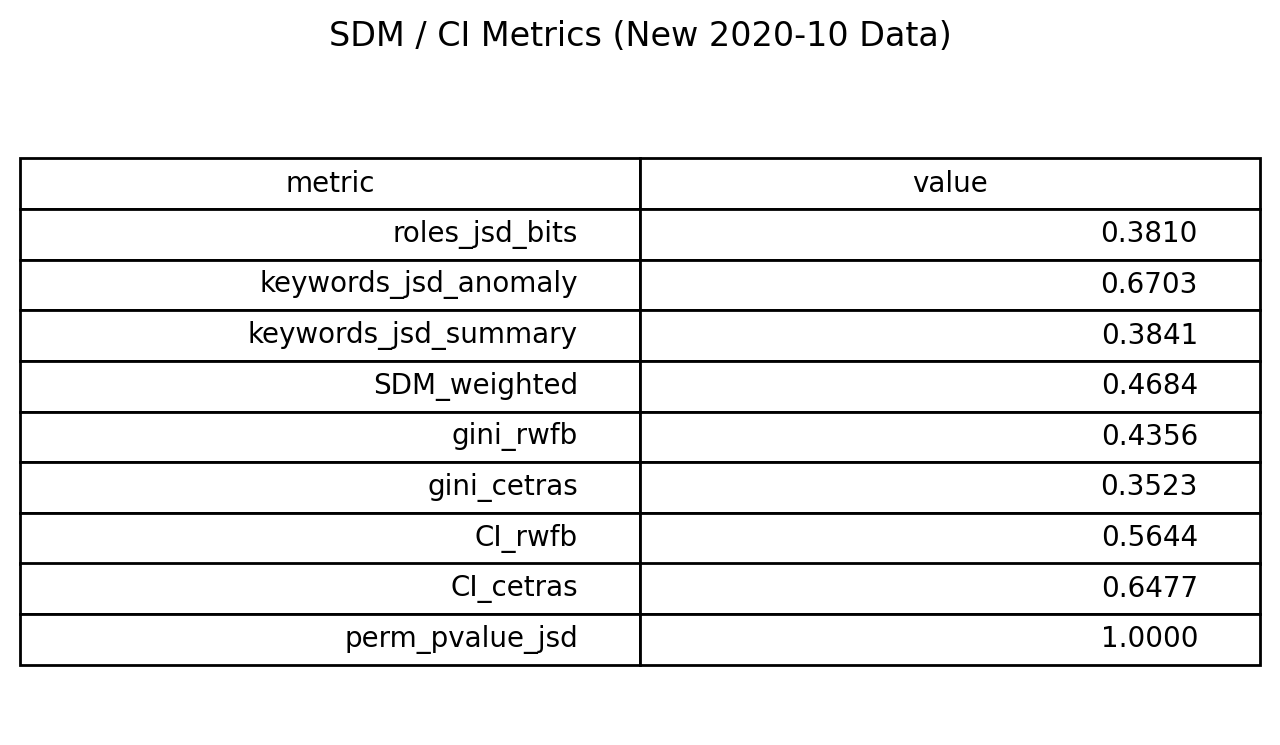 SDM / CI Metrics (New 2020-10 Data)
metric value
roles_jsd_bits 0.3810
keywords_jsd_anomaly 0.6703
keywords_jsd_summary 0.3841
SDM_weighted 0.4684
gini_rwfb 0.4356
gini_cetras 0.3523
CI_rwfb 0.5644
CI_cetras 0.6477
perm_pvalue_jsd 1.0000